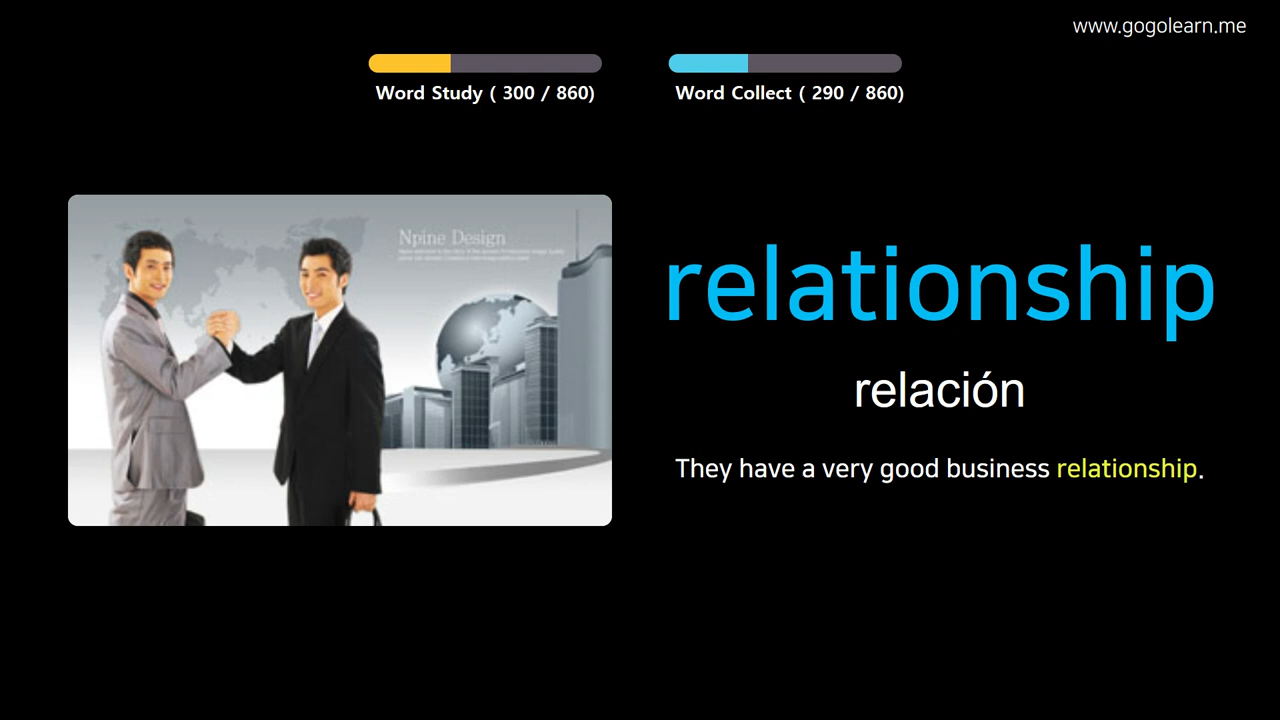 www.gogolearn.me
Word Study ( 300 / 860)
Word Collect ( 290 / 860)
Npine Design
relationship
relación
They have a very good business relationship.